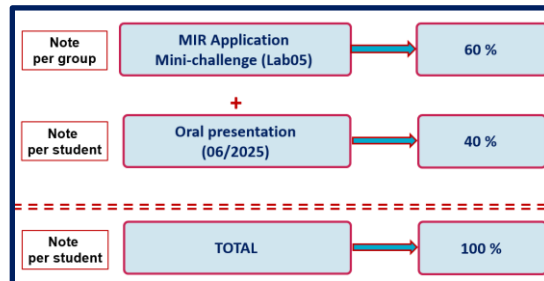 Note
per group
MIR Application
Mini-challenge (Lab05)
60 %
+
Note
per student
Oral presentation
(06/2025)
40 %
Note
per student
TOTAL
100 %